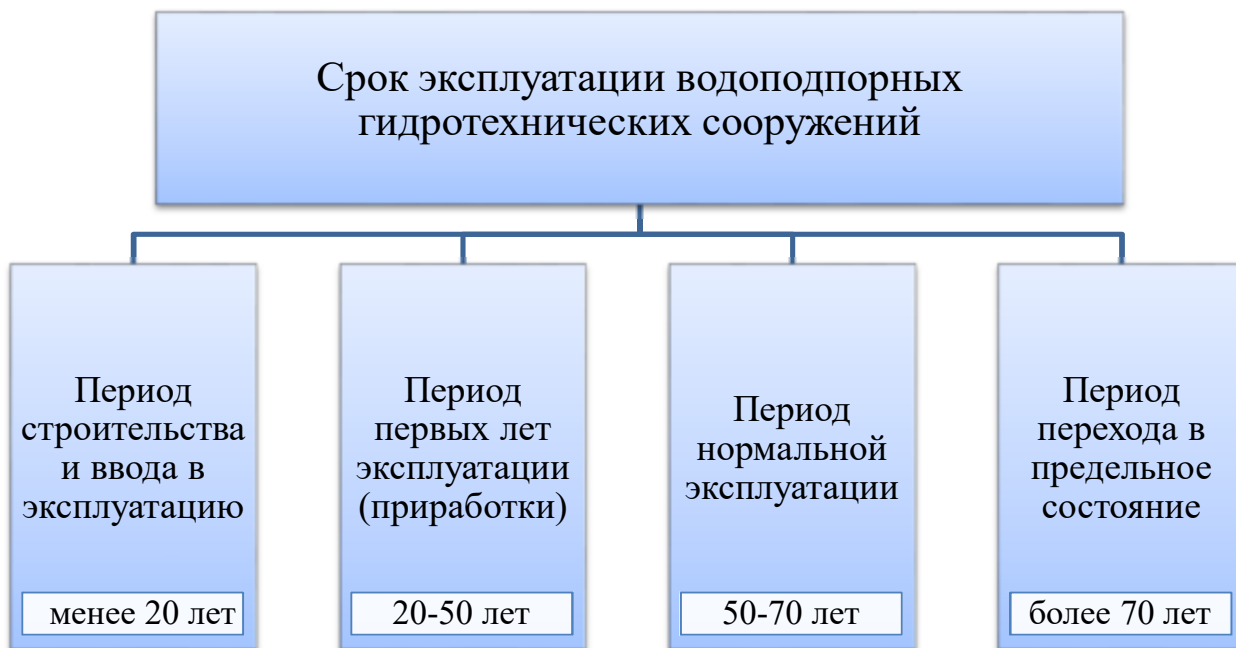 Срок эксплуатации водоподпорных
гидротехнических сооружений
Период
строительства
и ввода в
эксплуатацию
менее 20 лет
Период
первых лет
эксплуатации
(приработки)
20-50 лет
Период
нормальной
эксплуатации
50-70 лет
Период
перехода в
предельное
состояние
более 70 лет